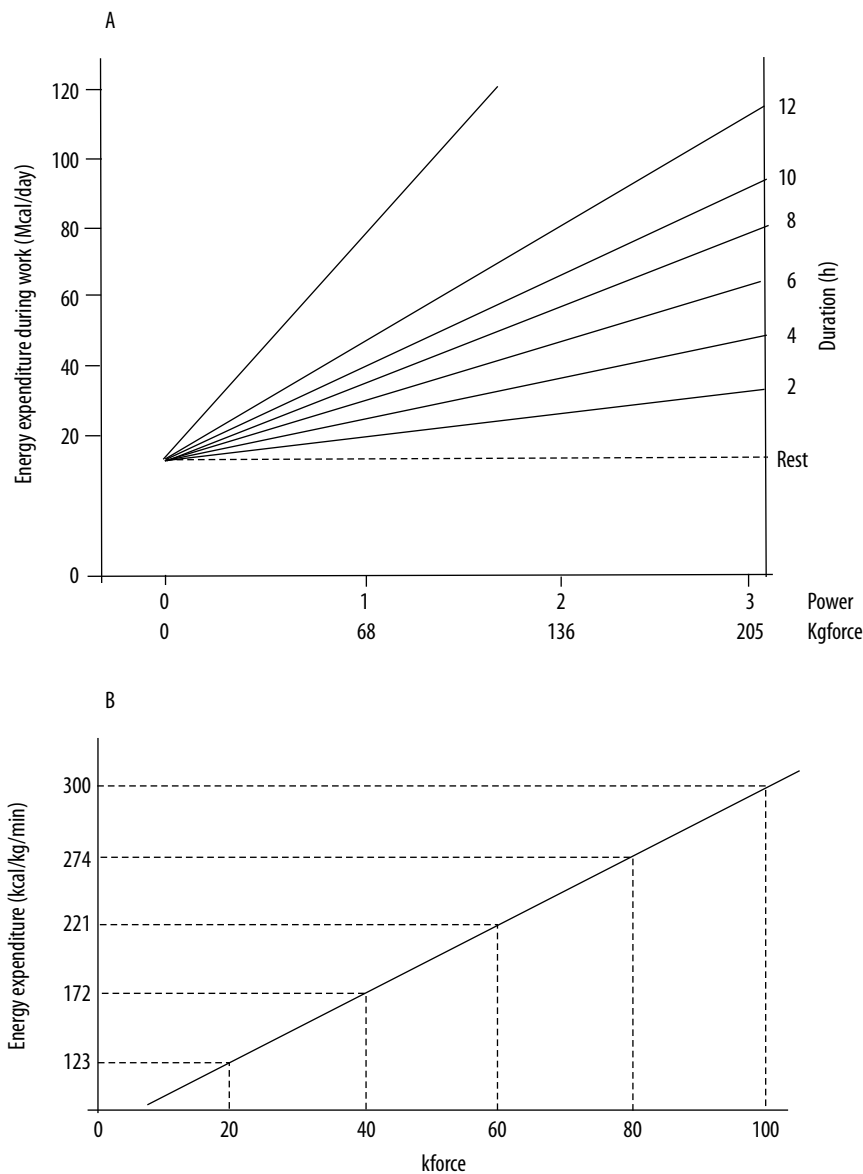 A
Energy expenditure during work (Mcal/day)
120
100
80
60
40
20
0
12
10
8
6
4
2
Rest
Duration (h)
0 1 2 3 Power
0 68 136 205 Kgforce
B
Energy expenditure (kcal/kg/min)
300
274
221
172
123
0 20 40 60 80 100
kforce